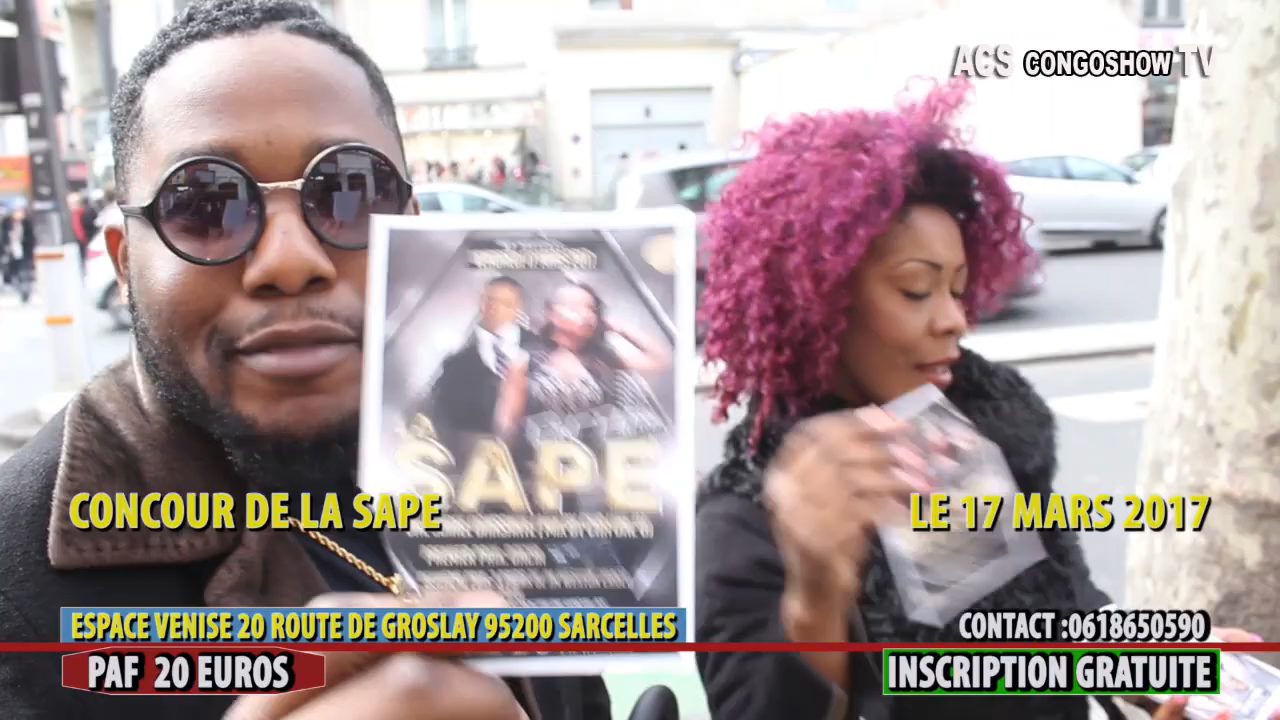 ACS CONGOSHOW TV
SAPE
CONCOUR DE LA SAPE
LE 17 MARS 2017
ESPACE VENISE 20 ROUTE DE GROSLAY 95200 SARCELLES
CONTACT :0618650590
PAF 20 EUROS
INSCRIPTION GRATUITE